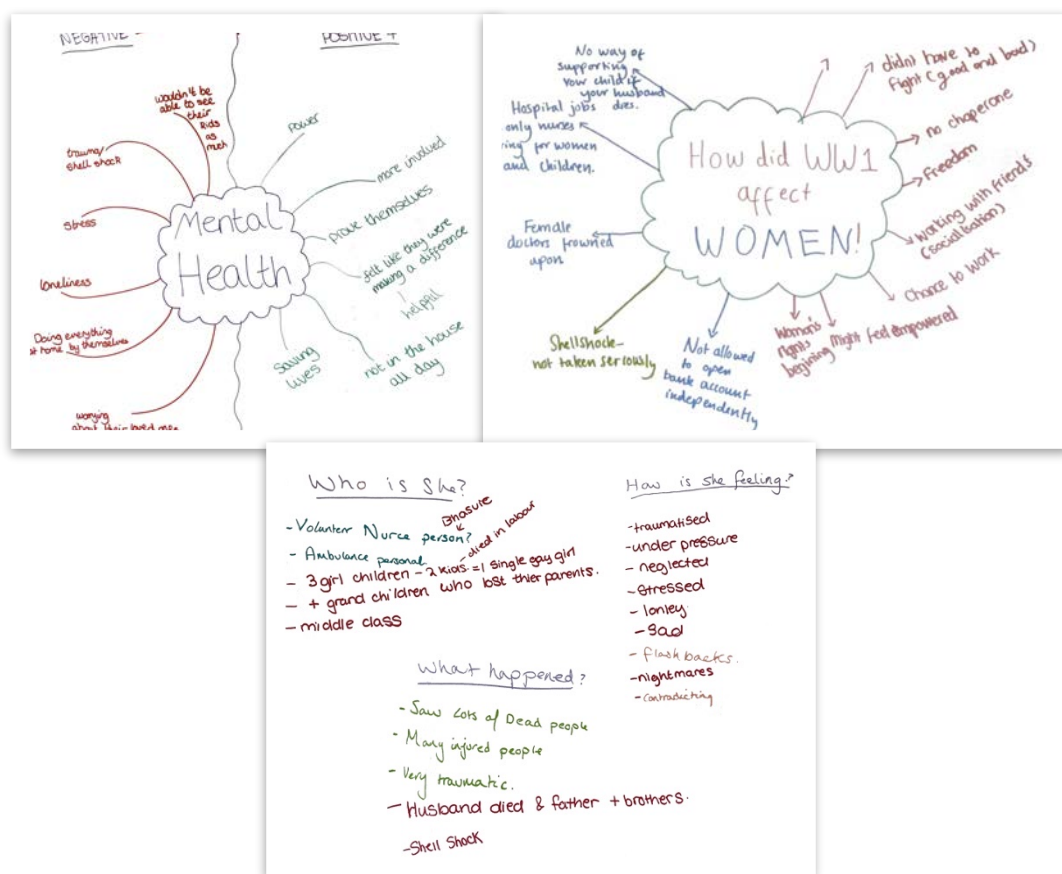 NEGATIVE -
POSITIVE +
wouldn't be
able to see
their
kids
as
much
trauma/
shell shock
stress
loneliness
Doing everything
at home by themselves
worrying
about their loved ones
Mental
Health
Power
more involved
prove themselves
felt like they were
making a difference
helpful
not in the house
all day
saving
lives
No way of
supporting
your child if
your husband
dies.
Hospital jobs
only nurses
ing for women
and children.
Female
doctors frowned
upon
Shellshock-
not taken seriously
Not allowed
to open
bank account
independently
How did WW1
affect
WOMEN!
didn't have to
fight (good and bad)
no chaperone
Freedom
Working with friends
(socialisation)
Chance to work
Might feel empowered
Women's
rights
begining
Who is she?
- Volunteer Nurse person?
- Ambulance personal
- 3 girl children - 2 kids = 1 single gay girl
died in labour
- + grand children who lost thier parents.
- middle class
How is she feeling?
- traumatised
- under pressure
- neglected
- stressed
- lonley
- sad
- flashbacks.
- nightmares
- contradicting
What happened?
- Saw Lots of Dead people
- Many injured people
- Very traumatic.
- Husband died & father + brothers.
- Shell Shock